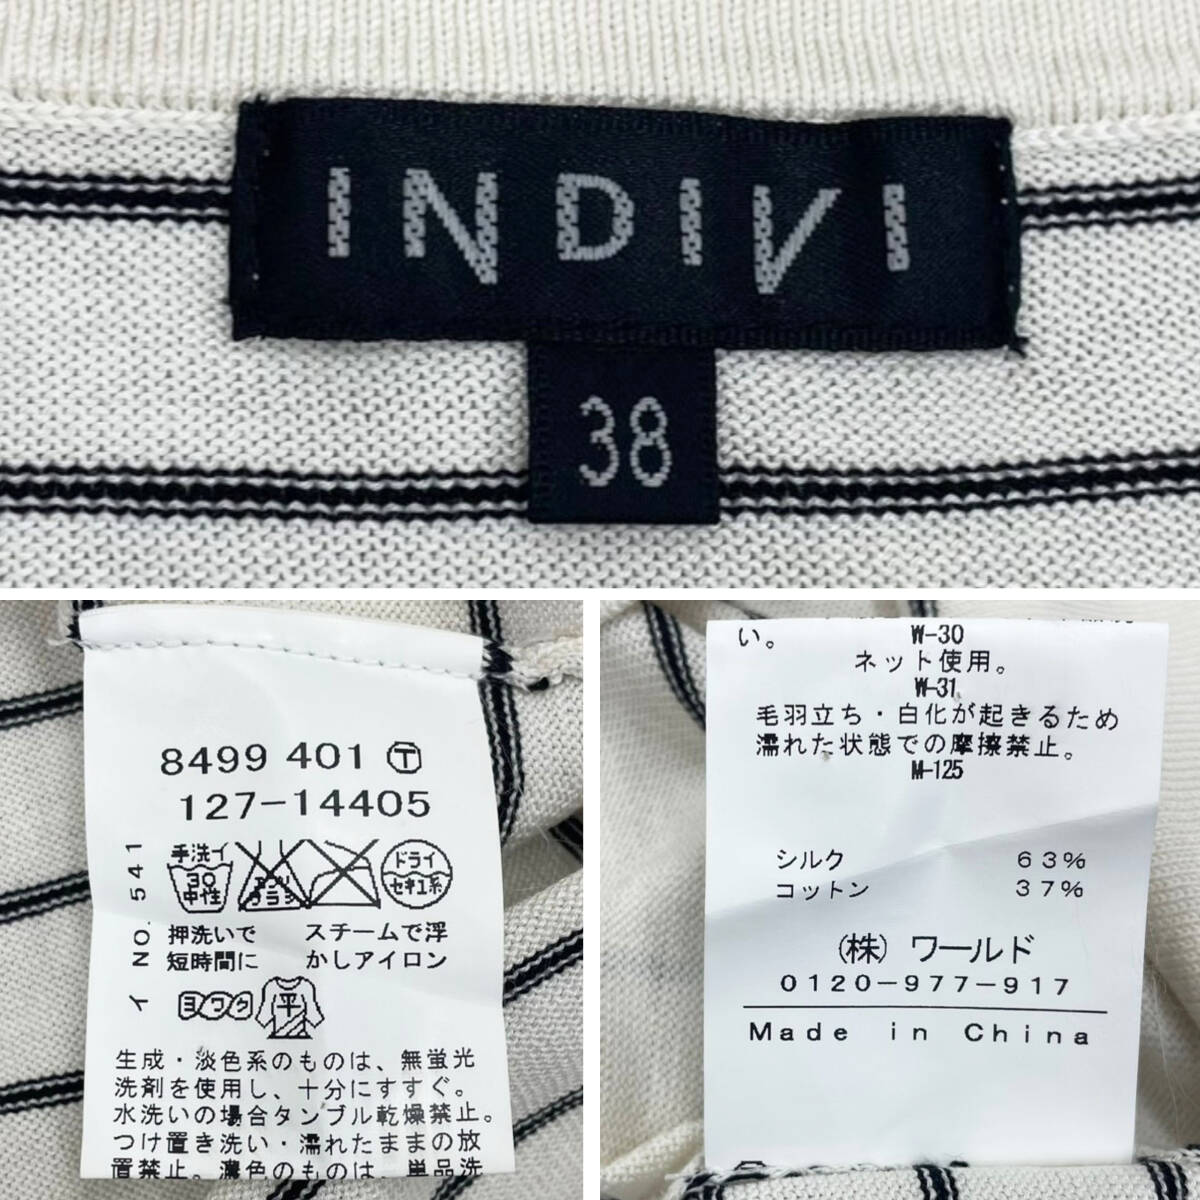 INDIVI
38
8499 401 Ⓣ
127-14405
イ NO. 541
手洗イ
30
中性
エンソ
サラシ
ドライ
セキユ系
押洗いで
短時間に
スチームで浮
かしアイロン
ヨワク
平
生成・淡色系のものは、無蛍光
洗剤を使用し、十分にすすぐ。
水洗いの場合タンブル乾燥禁止。
つけ置き洗い・濡れたままの放
置禁止。濃色のものは、単品洗
い。
W-30
ネット使用。
W-31
毛羽立ち・白化が起きるため
濡れた状態での摩擦禁止。
M-125
シルク 63%
コットン 37%
(株) ワールド
0120-977-917
Made in China